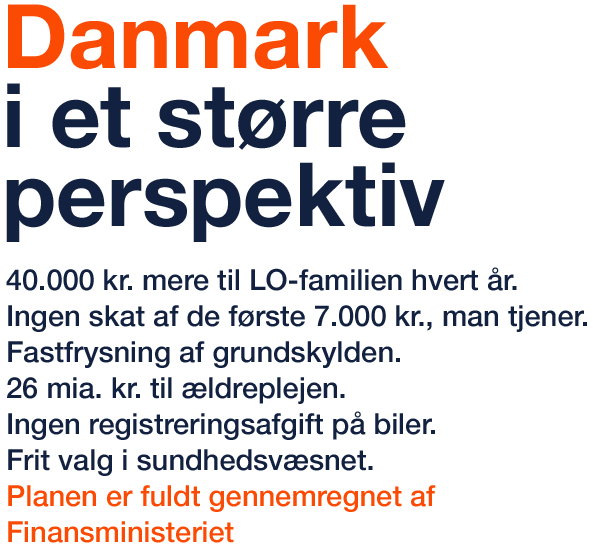 Danmark
i et større
perspektiv
40.000 kr. mere til LO-familien hvert år.
Ingen skat af de første 7.000 kr., man tjener.
Fastfrysning af grundskylden.
26 mia. kr. til ældreplejen.
Ingen registreringsafgift på biler.
Frit valg i sundhedsvæsnet.
Planen er fuldt gennemregnet af
Finansministeriet